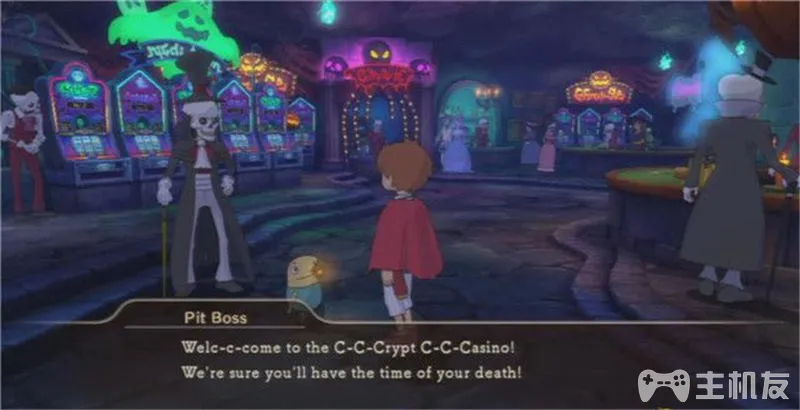 Pit Boss
Welc-c-come to the C-C-Crypt C-C-Casino!
We're sure you'll have the time of your death!
主机友